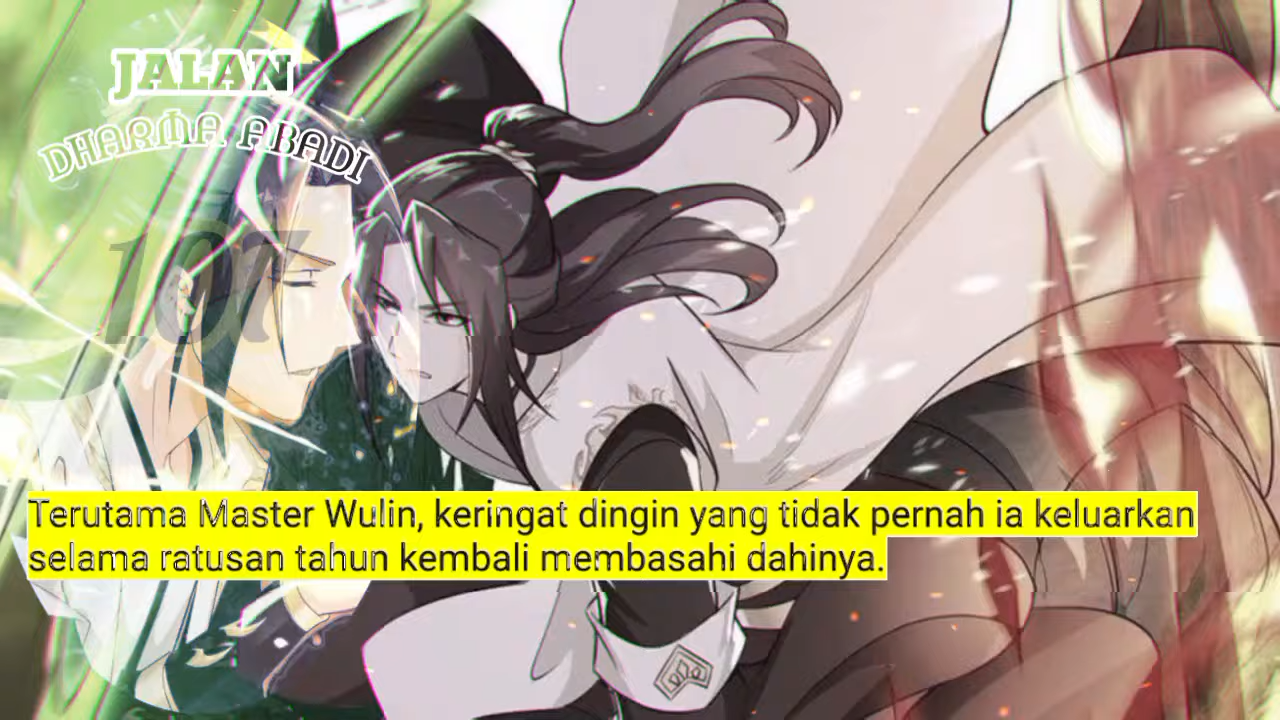 JALAN
DHARMA ABADI
107
Terutama Master Wulin, keringat dingin yang tidak pernah ia keluarkan
selama ratusan tahun kembali membasahi dahinya.